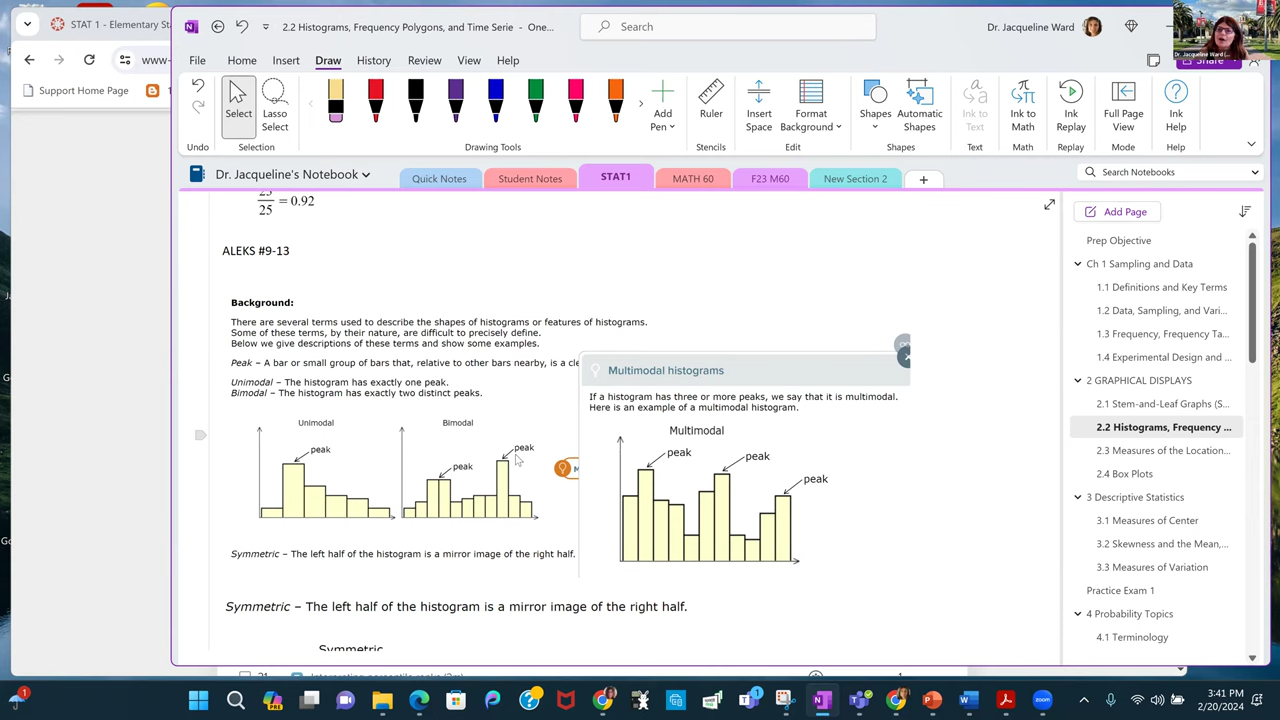 STAT 1 - Elementary Sta
2.2 Histograms, Frequency Polygons, and Time Serie - One...
Search
Dr. Jacqueline Ward
www-
Support Home Page
File
Home
Insert
Draw
History
Review
View
Help
Share
Dr. Jacqueline Ward
Select
Lasso
Select
Add
Pen
Ruler
Insert
Space
Format
Background
Shapes
Automatic
Shapes
Ink to
Text
Ink to
Math
Ink
Replay
Full Page
View
Ink
Help
Undo
Selection
Drawing Tools
Stencils
Edit
Shapes
Text
Math
Replay
Mode
Help
Dr. Jacqueline's Notebook
Quick Notes
Student Notes
STAT1
MATH 60
F23 M60
New Section 2
Search Notebooks
23
25
= 0.92
ALEKS #9-13
Background:
There are several terms used to describe the shapes of histograms or features of histograms.
Some of these terms, by their nature, are difficult to precisely define.
Below we give descriptions of these terms and show some examples.
Peak – A bar or small group of bars that, relative to other bars nearby, is a cle
Unimodal – The histogram has exactly one peak.
Bimodal – The histogram has exactly two distinct peaks.
Unimodal
peak
Bimodal
peak
peak
Multimodal histograms
If a histogram has three or more peaks, we say that it is multimodal.
Here is an example of a multimodal histogram.
Multimodal
peak
peak
peak
Symmetric – The left half of the histogram is a mirror image of the right half.
Symmetric – The left half of the histogram is a mirror image of the right half.
Symmetric
Add Page
Prep Objective
Ch 1 Sampling and Data
1.1 Definitions and Key Terms
1.2 Data, Sampling, and Vari...
1.3 Frequency, Frequency Ta...
1.4 Experimental Design and ...
2 GRAPHICAL DISPLAYS
2.1 Stem-and-Leaf Graphs (S...
2.2 Histograms, Frequency ...
2.3 Measures of the Location...
2.4 Box Plots
3 Descriptive Statistics
3.1 Measures of Center
3.2 Skewness and the Mean,...
3.3 Measures of Variation
Practice Exam 1
4 Probability Topics
4.1 Terminology
3:41 PM
2/20/2024